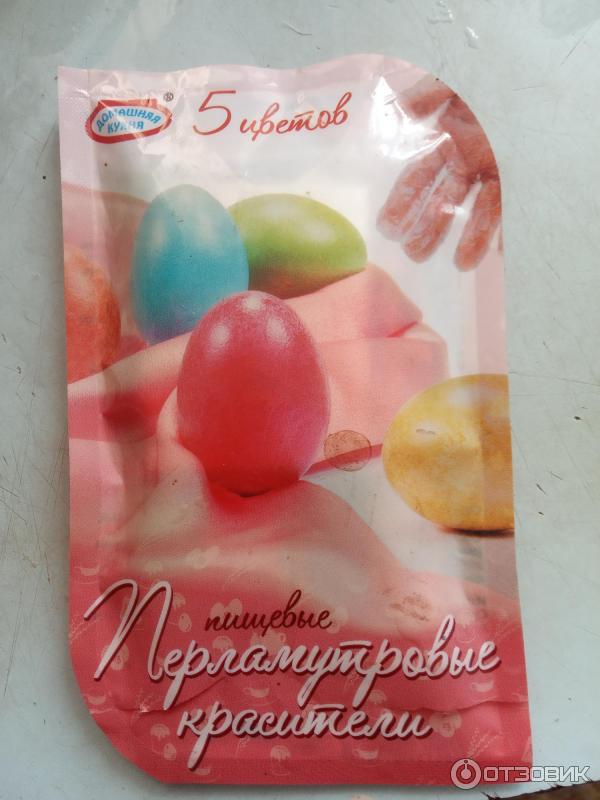 ДОМАШНЯЯ
КУХНЯ
®
5 цветов
пищевые
Перламутровые
красители
ОТЗОВИК